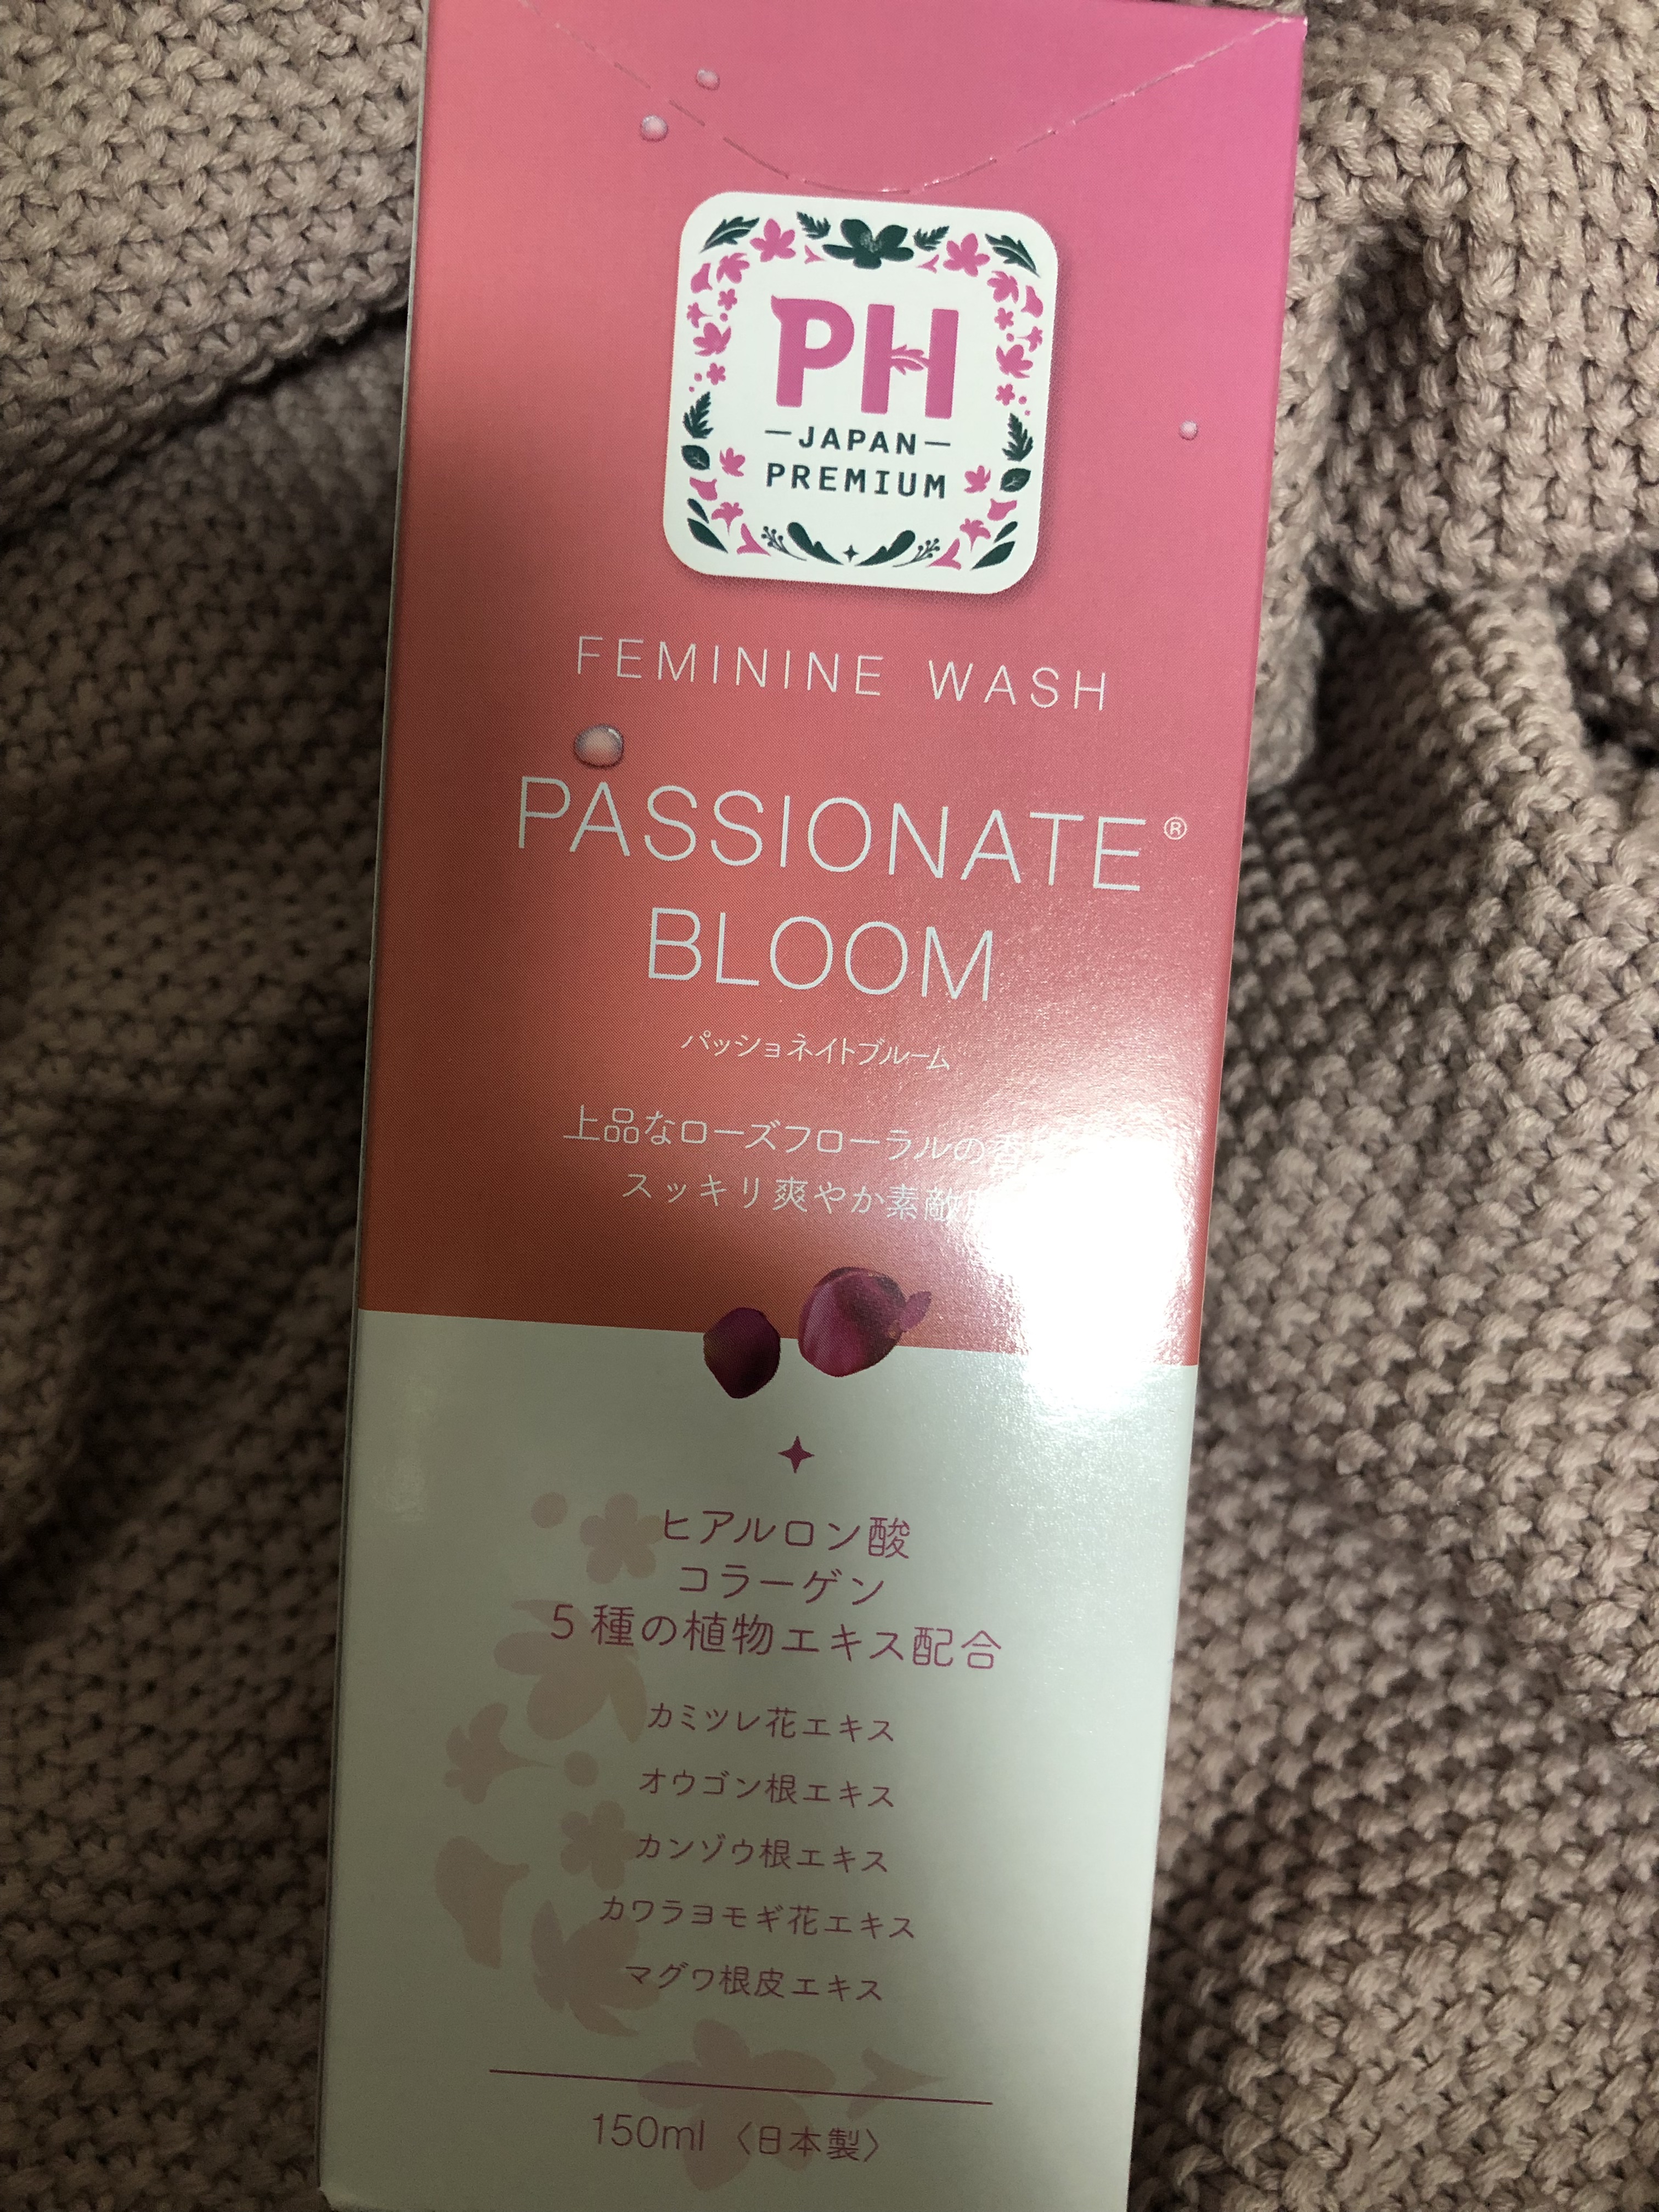 PH
JAPAN
PREMIUM
FEMININE WASH
PASSIONATE®
BLOOM
パッショネイトブルーム
上品なローズフローラルの香
スッキリ爽やか素敵
ヒアルロン酸
コラーゲン
5種の植物エキス配合
カミツレ花エキス
オウゴン根エキス
カンゾウ根エキス
カワラヨモギ花エキス
マグワ根皮エキス
150ml〈日本製〉